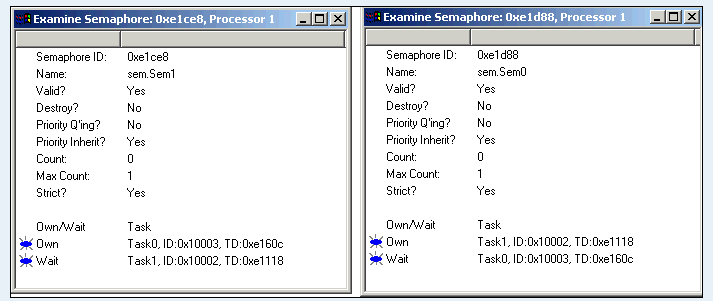 Examine Semaphore: 0xe1ce8, Processor 1
Semaphore ID: 0xe1ce8
Name: sem.Sem1
Valid? Yes
Destroy? No
Priority Q'ing? No
Priority Inherit? Yes
Count: 0
Max Count: 1
Strict? Yes
Own/Wait Task
Own Task0, ID:0x10003, TD:0xe160c
Wait Task1, ID:0x10002, TD:0xe1118
Examine Semaphore: 0xe1d88, Processor 1
Semaphore ID: 0xe1d88
Name: sem.Sem0
Valid? Yes
Destroy? No
Priority Q'ing? No
Priority Inherit? Yes
Count: 0
Max Count: 1
Strict? Yes
Own/Wait Task
Own Task1, ID:0x10002, TD:0xe1118
Wait Task0, ID:0x10003, TD:0xe160c